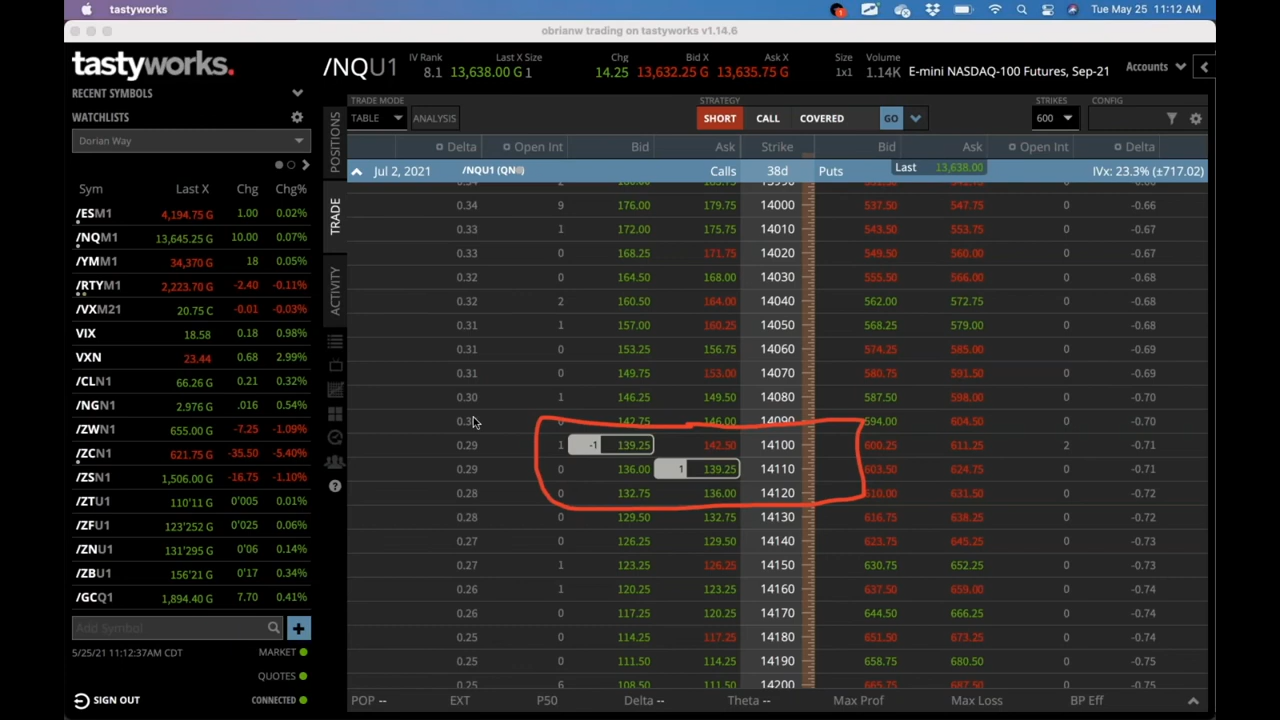 tastyworks
Tue May 25 11:12 AM
obrianw trading on tastyworks v1.14.6
tastyworks.
RECENT SYMBOLS
WATCHLISTS
Dorian Way
Sym Last X Chg Chg%
/ESM1 4,194.75 G 1.00 0.02%
/NQM1 13,645.25 G 10.00 0.07%
/YMM1 34,370 G 18 0.05%
/RTYM1 2,223.70 G -2.40 -0.11%
/VXM21 20.75 C -0.01 -0.03%
VIX 18.58 0.18 0.98%
VXN 23.44 0.68 2.99%
/CLN1 66.26 G 0.21 0.32%
/NGN1 2.976 G .016 0.54%
/ZWN1 655.00 G -7.25 -1.09%
/ZCN1 621.75 G -35.50 -5.40%
/ZSN1 1,506.00 G -16.75 -1.10%
/ZTU1 110'11 G 0'005 0.01%
/ZFU1 123'252 G 0'025 0.06%
/ZNU1 131'295 G 0'06 0.14%
/ZBU1 156'21 G 0'17 0.34%
/GCQ1 1,894.40 G 7.70 0.41%
Add Symbol
5/25/21 11:12:37AM CDT MARKET
QUOTES
SIGN OUT CONNECTED
POSITIONS
TRADE
ACTIVITY
/NQU1
IV Rank Last X Size Chg Bid X Ask X Size Volume
8.1 13,638.00 G 1 14.25 13,632.25 G 13,635.75 G 1x1 1.14K E-mini NASDAQ-100 Futures, Sep-21 Accounts
TRADE MODE STRATEGY STRIKES CONFIG
TABLE ANALYSIS SHORT CALL COVERED GO 600
Delta Open Int Bid Ask Strike Bid Ask Open Int Delta
Jul 2, 2021 /NQU1 Calls 38d Puts Last 13,638.00 IVx: 23.3% (±717.02)
0.34 9 176.00 179.75 14000 537.50 547.75 0 -0.66
0.33 1 172.00 175.75 14010 543.50 553.75 0 -0.67
0.33 0 168.25 171.75 14020 549.50 560.00 0 -0.67
0.32 0 164.50 168.00 14030 555.50 566.00 0 -0.68
0.32 2 160.50 164.00 14040 562.00 572.75 0 -0.68
0.31 1 157.00 160.25 14050 568.25 579.00 0 -0.69
0.31 0 153.25 156.75 14060 574.25 585.00 0 -0.69
0.31 0 149.75 153.00 14070 580.75 591.50 0 -0.69
0.30 1 146.25 149.50 14080 587.50 598.00 0 -0.70
142.75 146.00 14090 594.00 604.50 0 -0.70
0.29 1 -1 139.25 142.50 14100 600.25 611.25 2 -0.71
0.29 0 136.00 1 139.25 14110 603.50 624.75 0 -0.71
0.28 0 132.75 136.00 14120 610.00 631.50 0 -0.72
0.28 0 129.50 132.75 14130 616.75 638.25 0 -0.72
0.27 0 126.25 129.50 14140 623.75 645.25 0 -0.73
0.27 1 123.25 126.25 14150 630.75 652.25 0 -0.73
0.26 1 120.25 123.25 14160 637.50 659.00 0 -0.74
0.26 0 117.25 120.25 14170 644.50 666.25 0 -0.74
0.25 0 114.25 117.25 14180 651.50 673.25 0 -0.75
0.25 0 111.50 114.25 14190 658.75 680.50 0 -0.75
0.25 6 108.50 111.50 14200 665.75 687.50 0 -0.75
POP -- EXT P50 Delta -- Theta -- Max Prof Max Loss BP Eff